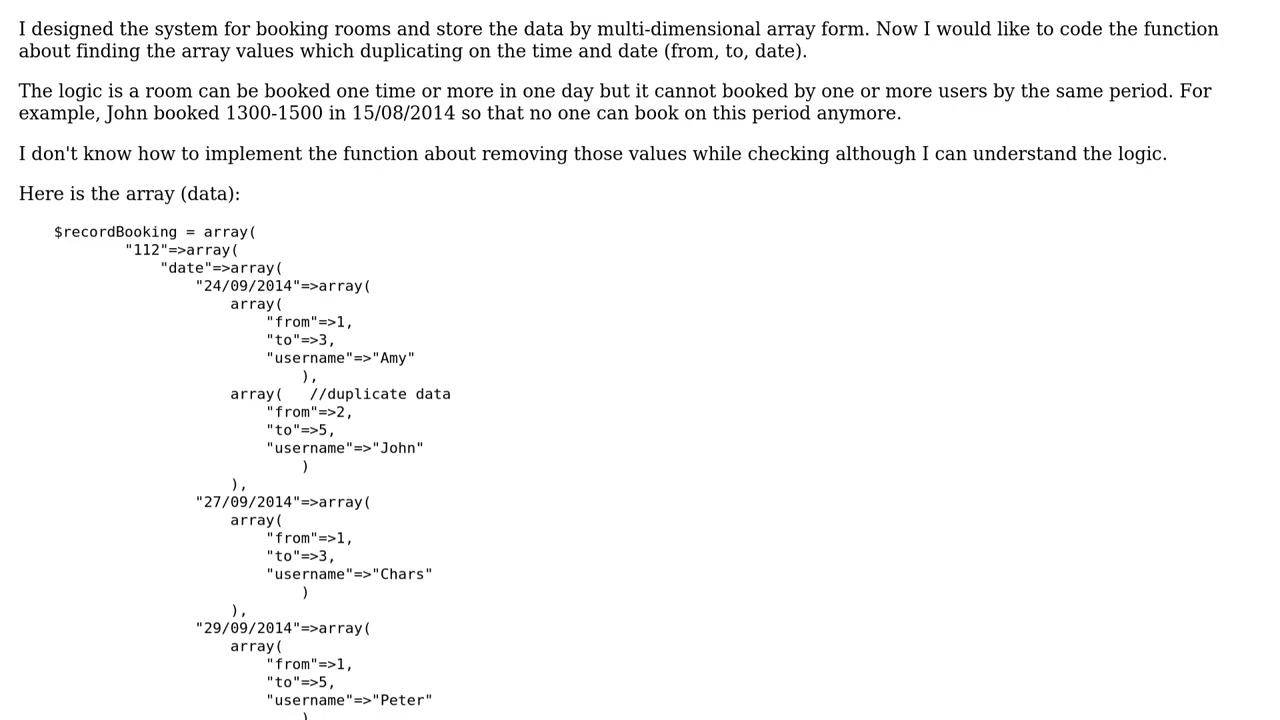 I designed the system for booking rooms and store the data by multi-dimensional array form. Now I would like to code the function
about finding the array values which duplicating on the time and date (from, to, date).
The logic is a room can be booked one time or more in one day but it cannot booked by one or more users by the same period. For
example, John booked 1300-1500 in 15/08/2014 so that no one can book on this period anymore.
I don't know how to implement the function about removing those values while checking although I can understand the logic.
Here is the array (data):
$recordBooking = array(
"112"=>array(
"date"=>array(
"24/09/2014"=>array(
array(
"from"=>1,
"to"=>3,
"username"=>"Amy"
),
array(   //duplicate data
"from"=>2,
"to"=>5,
"username"=>"John"
)
),
"27/09/2014"=>array(
array(
"from"=>1,
"to"=>3,
"username"=>"Chars"
)
),
"29/09/2014"=>array(
array(
"from"=>1,
"to"=>5,
"username"=>"Peter"
)